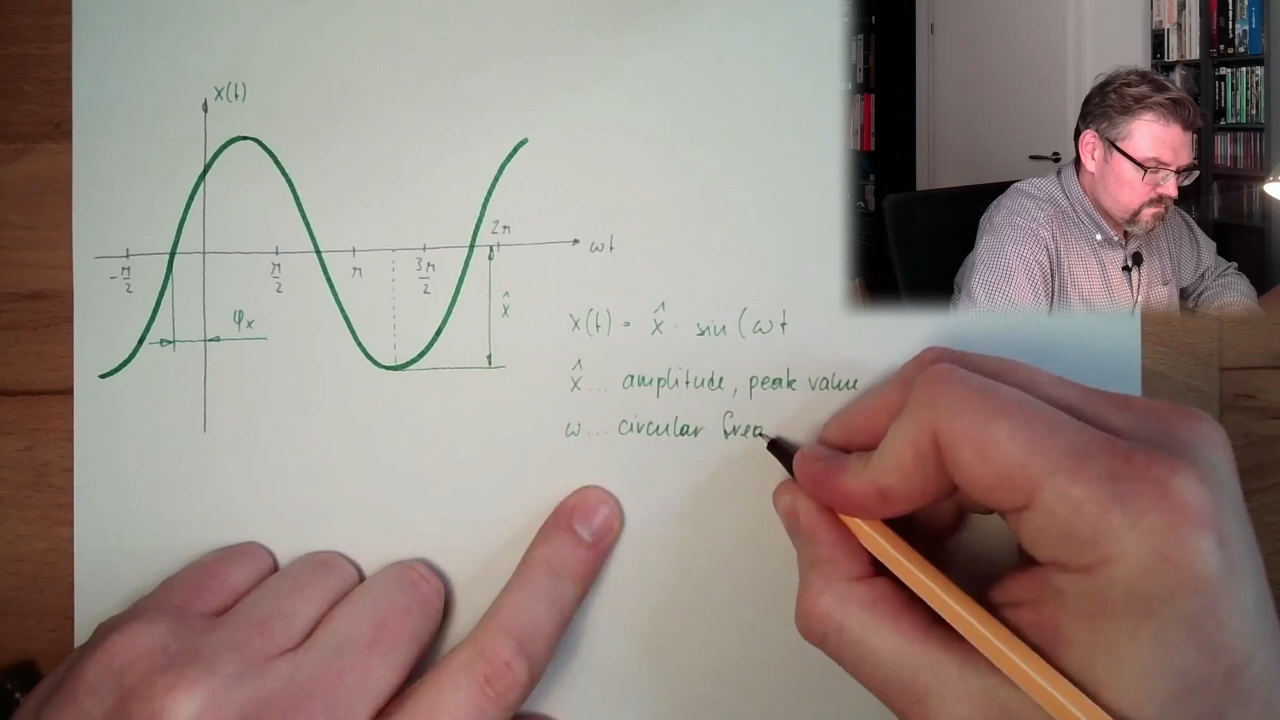 x(t)
2π
ωt
-π/2
π/2
π
3π/2
x̂
φx
x(t) = x̂ · sin (ωt
x̂ ... amplitude, peak value
ω ... circular freq